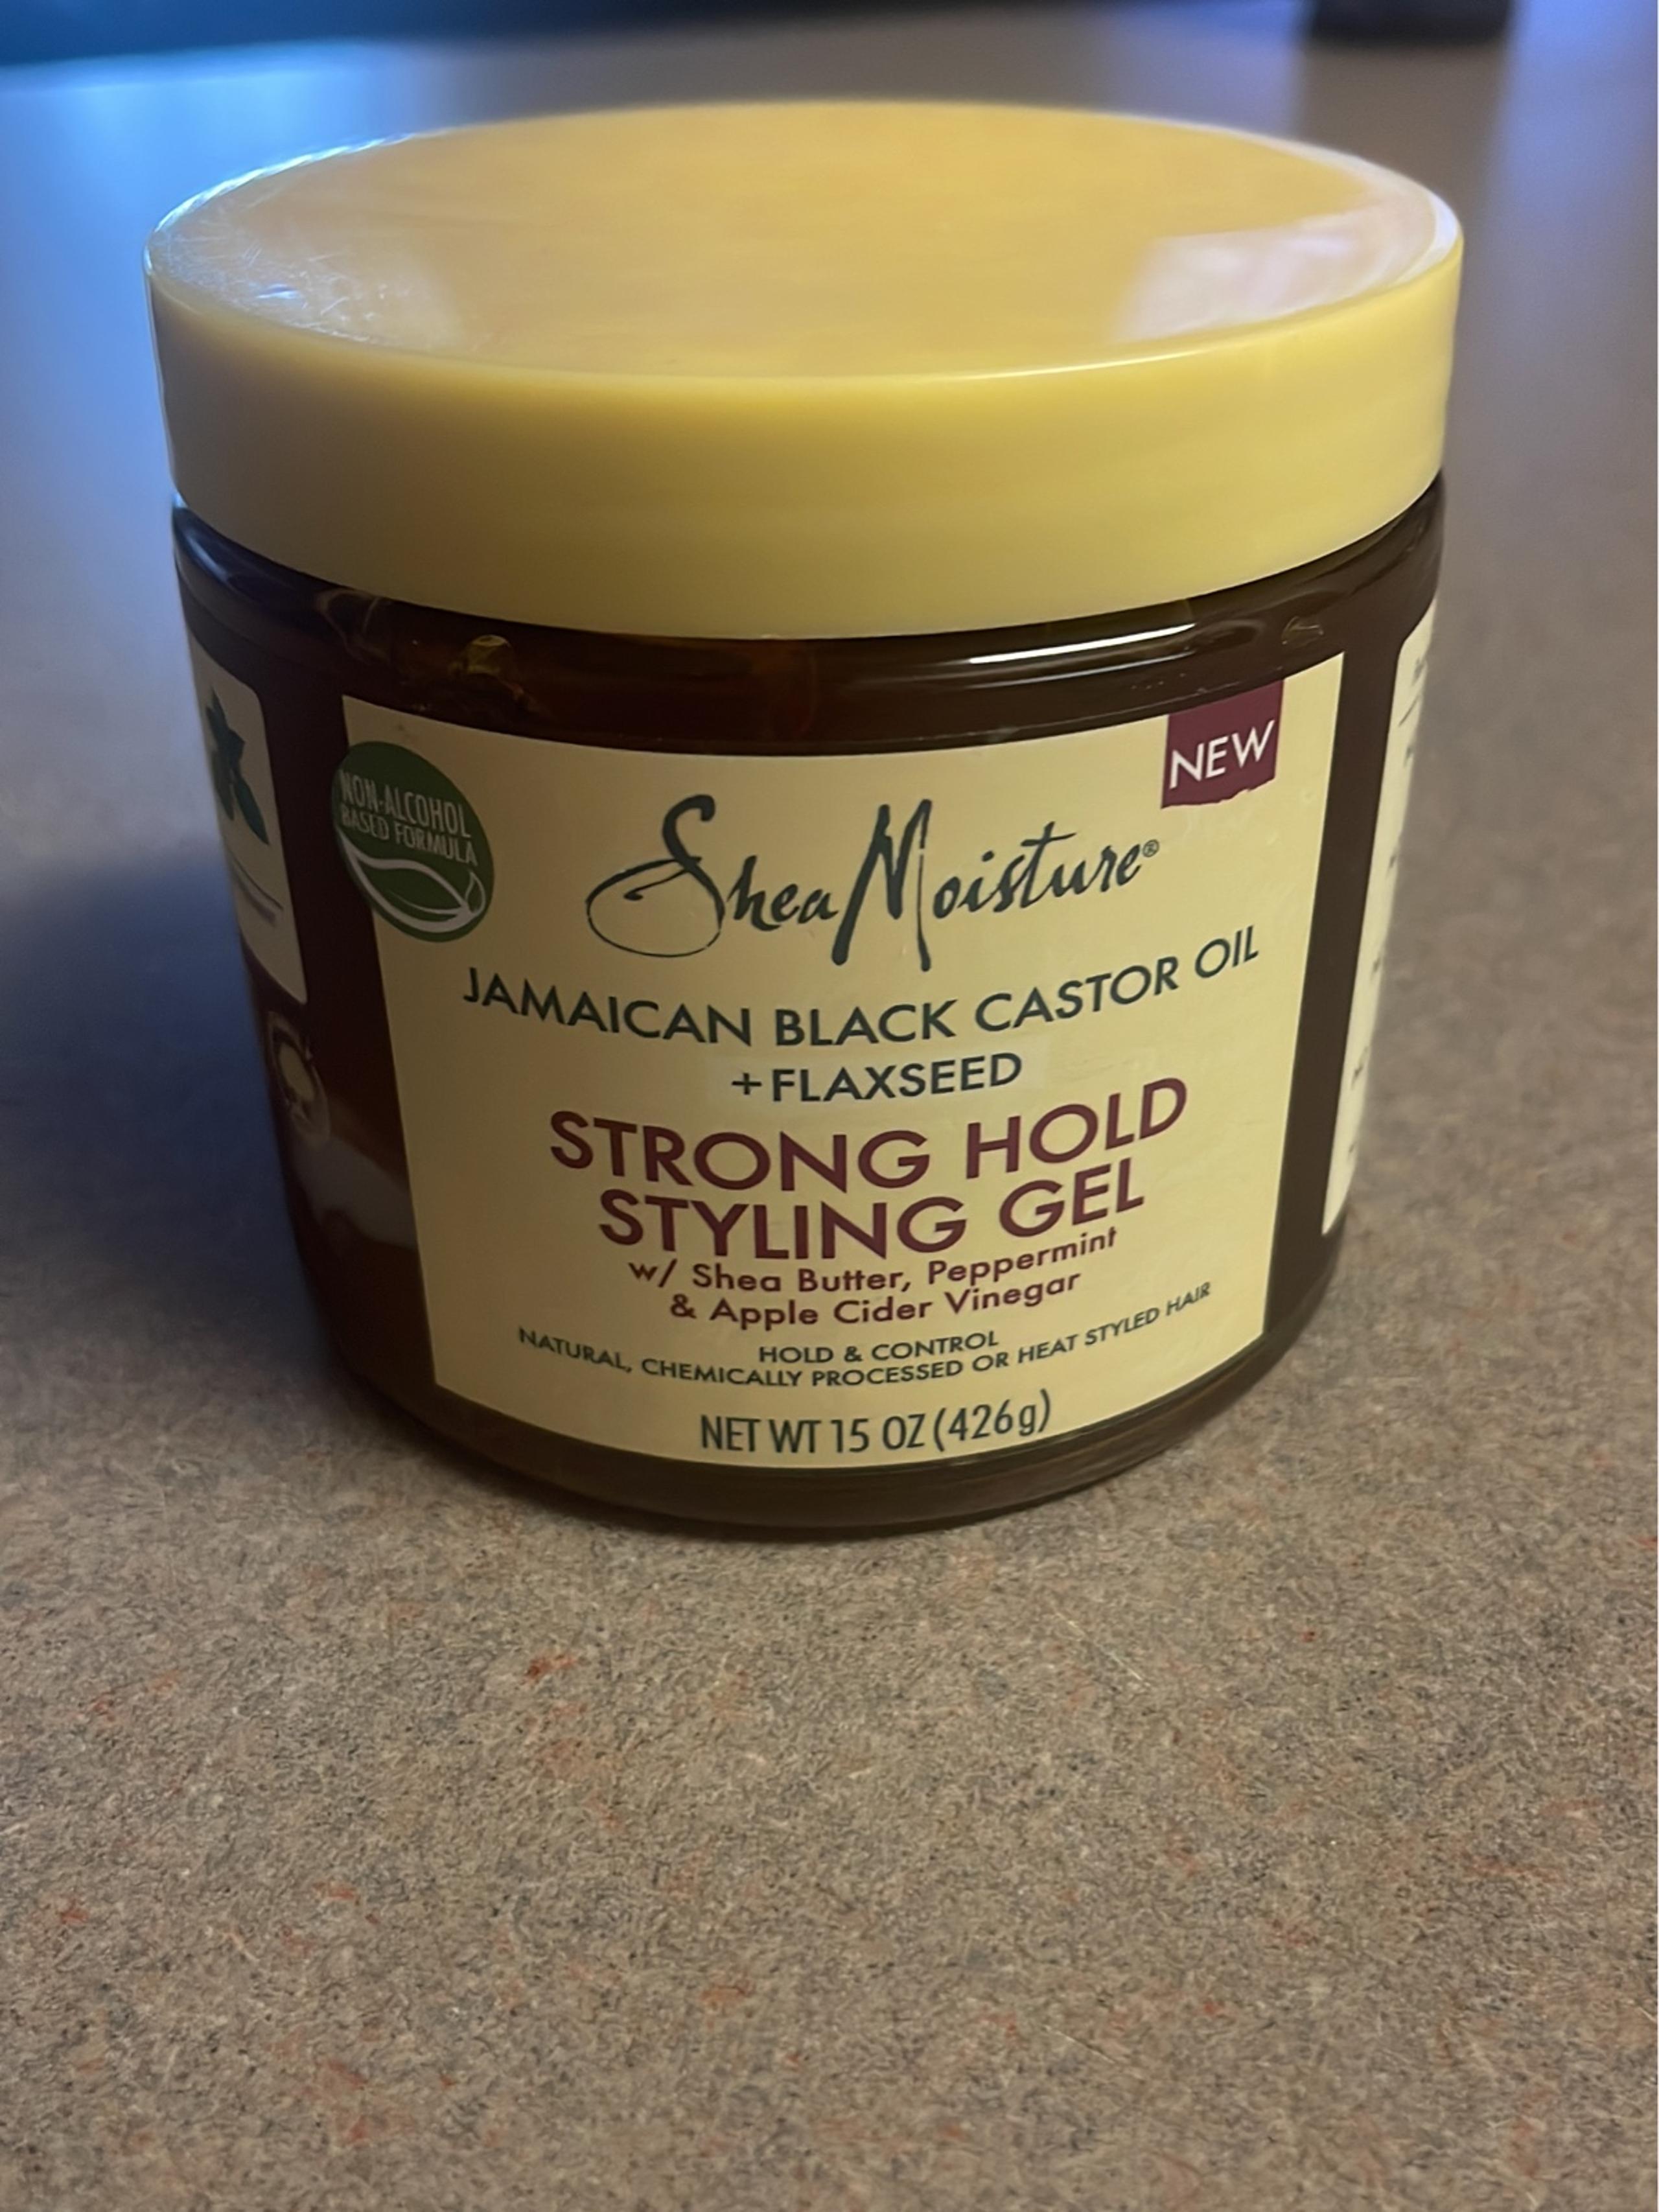 NON-ALCOHOL
BASED FORMULA
NEW
SheaMoisture®
JAMAICAN BLACK CASTOR OIL
+FLAXSEED
STRONG HOLD
STYLING GEL
w/ Shea Butter, Peppermint
& Apple Cider Vinegar
HOLD & CONTROL
NATURAL, CHEMICALLY PROCESSED OR HEAT STYLED HAIR
NET WT 15 OZ (426g)